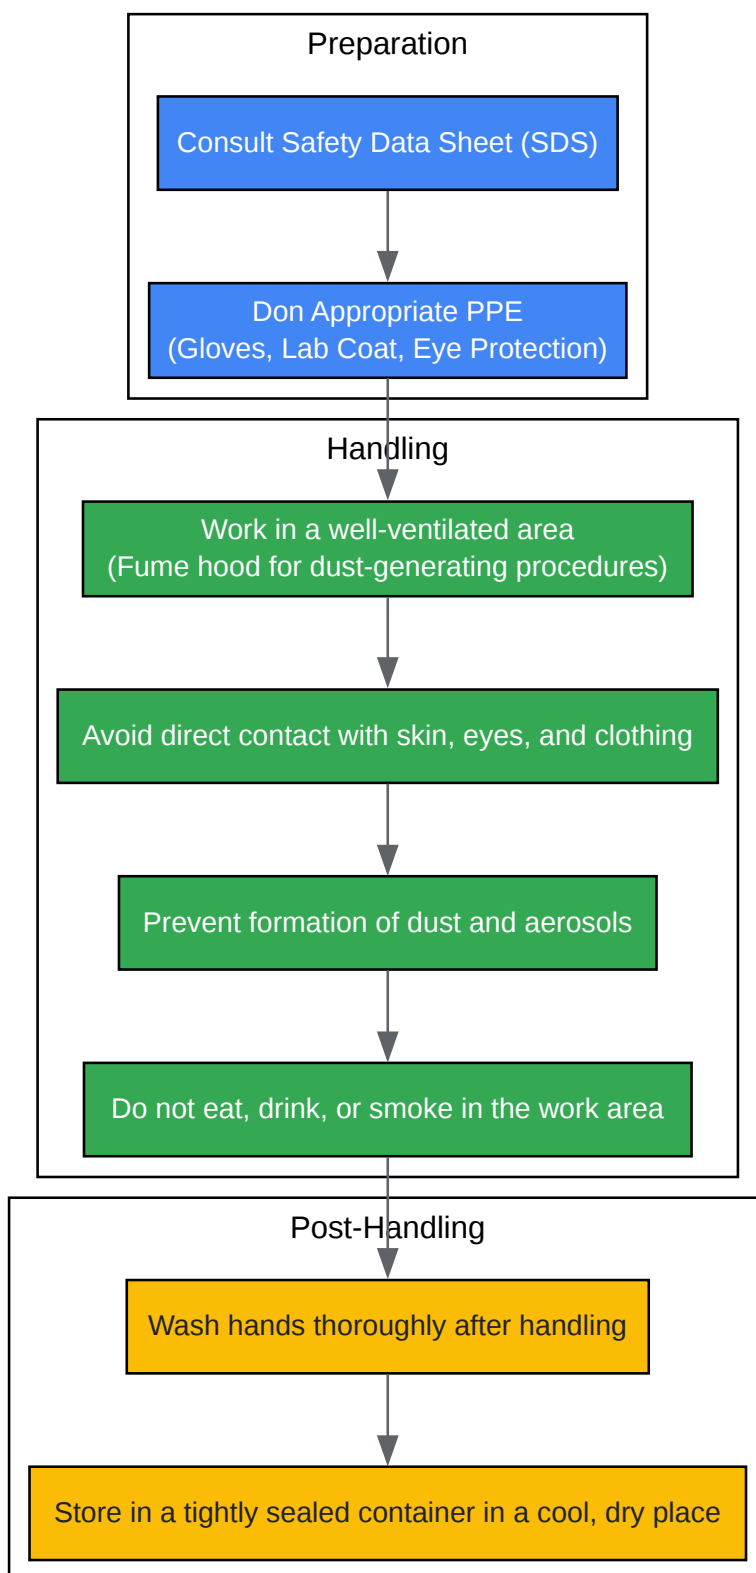 Preparation
Consult Safety Data Sheet (SDS)
Don Appropriate PPE
(Gloves, Lab Coat, Eye Protection)
Handling
Work in a well-ventilated area
(Fume hood for dust-generating procedures)
Avoid direct contact with skin, eyes, and clothing
Prevent formation of dust and aerosols
Do not eat, drink, or smoke in the work area
Post-Handling
Wash hands thoroughly after handling
Store in a tightly sealed container in a cool, dry place